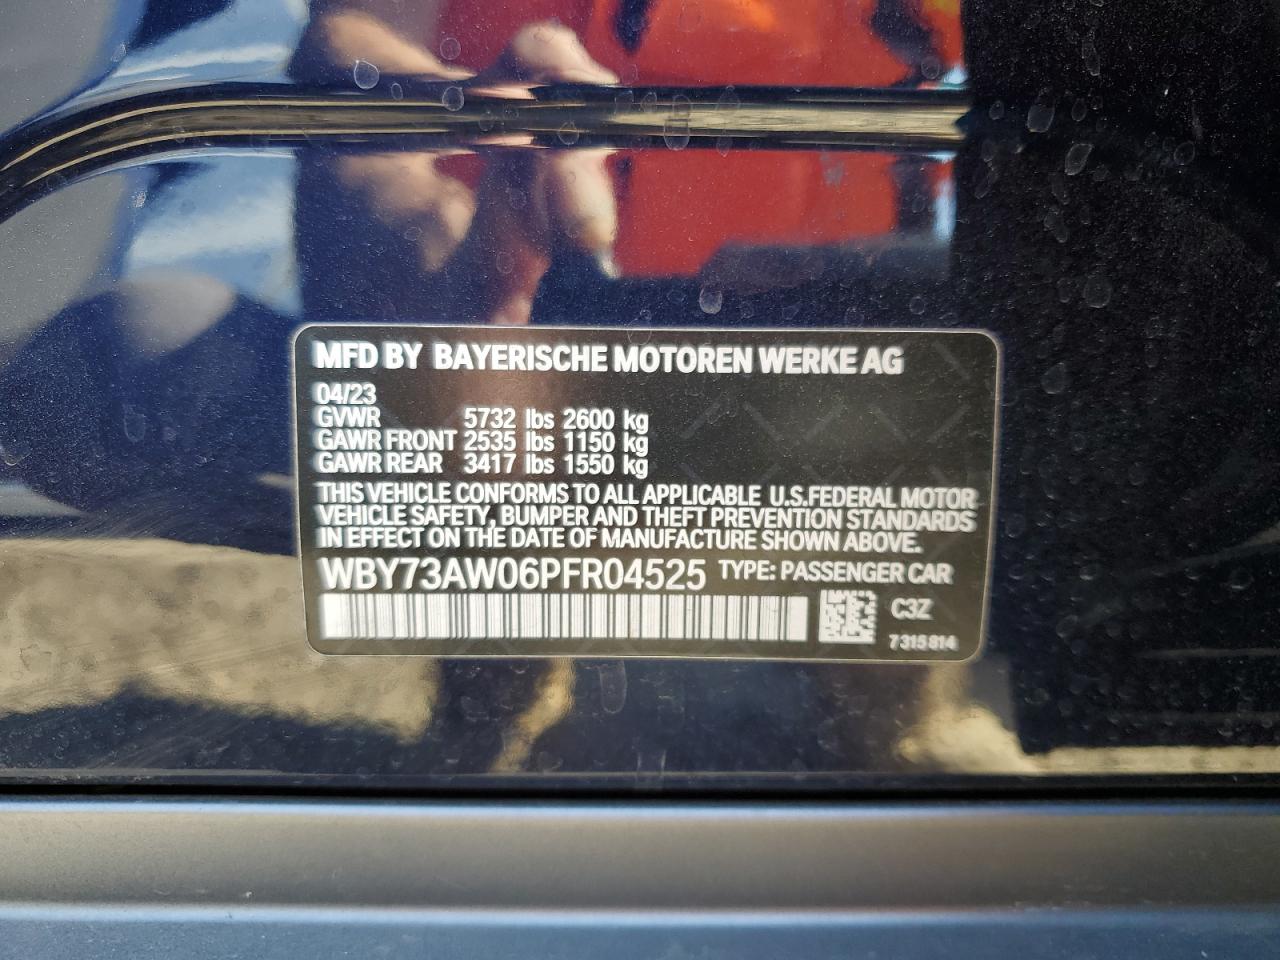 MFD BY BAYERISCHE MOTOREN WERKE AG
04/23
GVWR 5732 lbs 2600 kg
GAWR FRONT 2535 lbs 1150 kg
GAWR REAR 3417 lbs 1550 kg
THIS VEHICLE CONFORMS TO ALL APPLICABLE U.S.FEDERAL MOTOR
VEHICLE SAFETY, BUMPER AND THEFT PREVENTION STANDARDS
IN EFFECT ON THE DATE OF MANUFACTURE SHOWN ABOVE.
WBY73AW06PFR04525 TYPE: PASSENGER CAR
C3Z
7315814